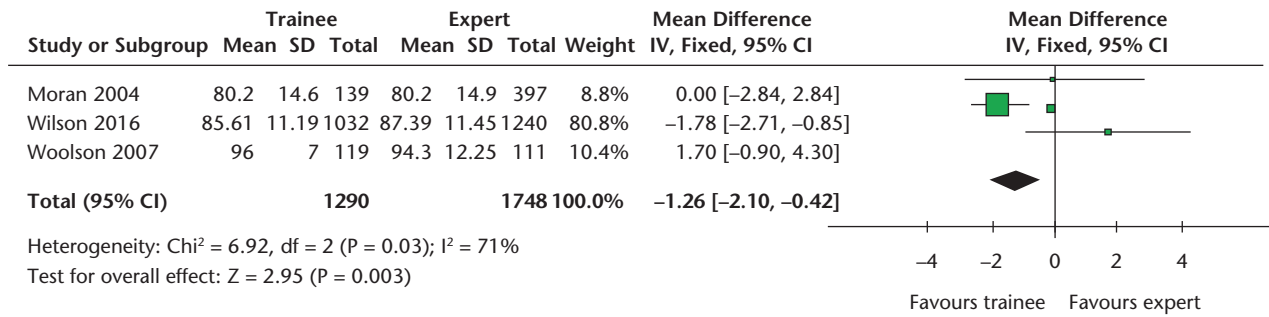 Trainee Expert Mean Difference Mean Difference
Study or Subgroup Mean SD Total Mean SD Total Weight IV, Fixed, 95% CI IV, Fixed, 95% CI
Moran 2004 80.2 14.6 139 80.2 14.9 397 8.8% 0.00 [–2.84, 2.84]
Wilson 2016 85.61 11.19 1032 87.39 11.45 1240 80.8% –1.78 [–2.71, –0.85]
Woolson 2007 96 7 119 94.3 12.25 111 10.4% 1.70 [–0.90, 4.30]
Total (95% CI) 1290 1748 100.0% –1.26 [–2.10, –0.42]
Heterogeneity: Chi² = 6.92, df = 2 (P = 0.03); I² = 71%
Test for overall effect: Z = 2.95 (P = 0.003)
–4 –2 0 2 4
Favours trainee Favours expert